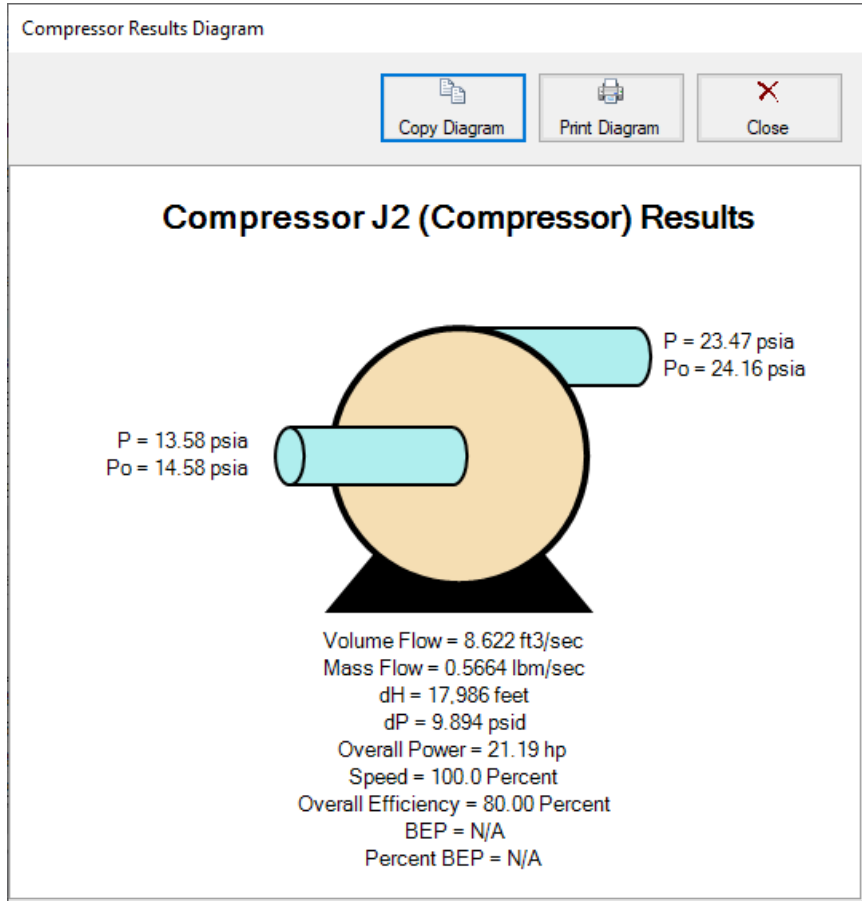 Compressor Results Diagram
Copy Diagram
Print Diagram
Close
Compressor J2 (Compressor) Results
P = 23.47 psia
Po = 24.16 psia
P = 13.58 psia
Po = 14.58 psia
Volume Flow = 8.622 ft3/sec
Mass Flow = 0.5664 lbm/sec
dH = 17,986 feet
dP = 9.894 psid
Overall Power = 21.19 hp
Speed = 100.0 Percent
Overall Efficiency = 80.00 Percent
BEP = N/A
Percent BEP = N/A